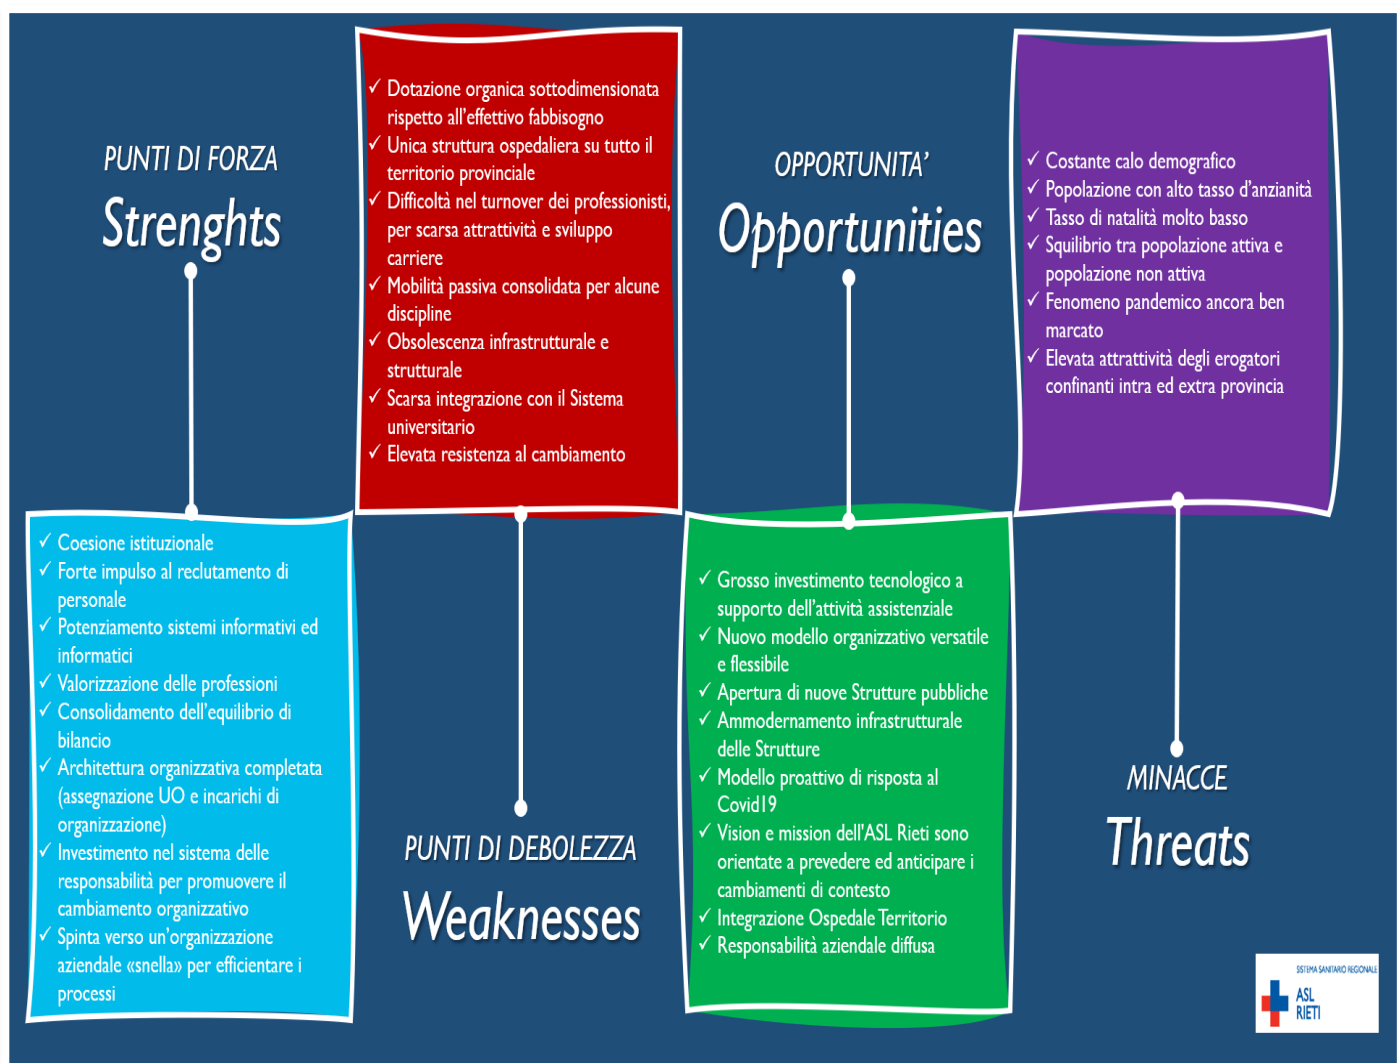 PUNTI DI FORZA
Strenghts
✓ Coesione istituzionale
✓ Forte impulso al reclutamento di
personale
✓ Potenziamento sistemi informativi ed
informatici
✓ Valorizzazione delle professioni
✓ Consolidamento dell'equilibrio di
bilancio
✓ Architettura organizzativa completata
(assegnazione UO e incarichi di
organizzazione)
✓ Investimento nel sistema delle
responsabilità per promuovere il
cambiamento organizzativo
✓ Spinta verso un'organizzazione
aziendale «snella» per efficientare i
processi
✓ Dotazione organica sottodimensionata
rispetto all'effettivo fabbisogno
✓ Unica struttura ospedaliera su tutto il
territorio provinciale
✓ Difficoltà nel turnover dei professionisti,
per scarsa attrattività e sviluppo
carriere
✓ Mobilità passiva consolidata per alcune
discipline
✓ Obsolescenza infrastrutturale e
strutturale
✓ Scarsa integrazione con il Sistema
universitario
✓ Elevata resistenza al cambiamento
PUNTI DI DEBOLEZZA
Weaknesses
OPPORTUNITA'
Opportunities
✓ Grosso investimento tecnologico a
supporto dell'attività assistenziale
✓ Nuovo modello organizzativo versatile
e flessibile
✓ Apertura di nuove Strutture pubbliche
✓ Ammodernamento infrastrutturale
delle Strutture
✓ Modello proattivo di risposta al
Covid19
✓ Vision e mission dell'ASL Rieti sono
orientate a prevedere ed anticipare i
cambiamenti di contesto
✓ Integrazione Ospedale Territorio
✓ Responsabilità aziendale diffusa
✓ Costante calo demografico
✓ Popolazione con alto tasso d'anzianità
✓ Tasso di natalità molto basso
✓ Squilibrio tra popolazione attiva e
popolazione non attiva
✓ Fenomeno pandemico ancora ben
marcato
✓ Elevata attrattività degli erogatori
confinanti intra ed extra provincia
MINACCE
Threats
SISTEMA SANITARIO REGIONALE
ASL
RIETI